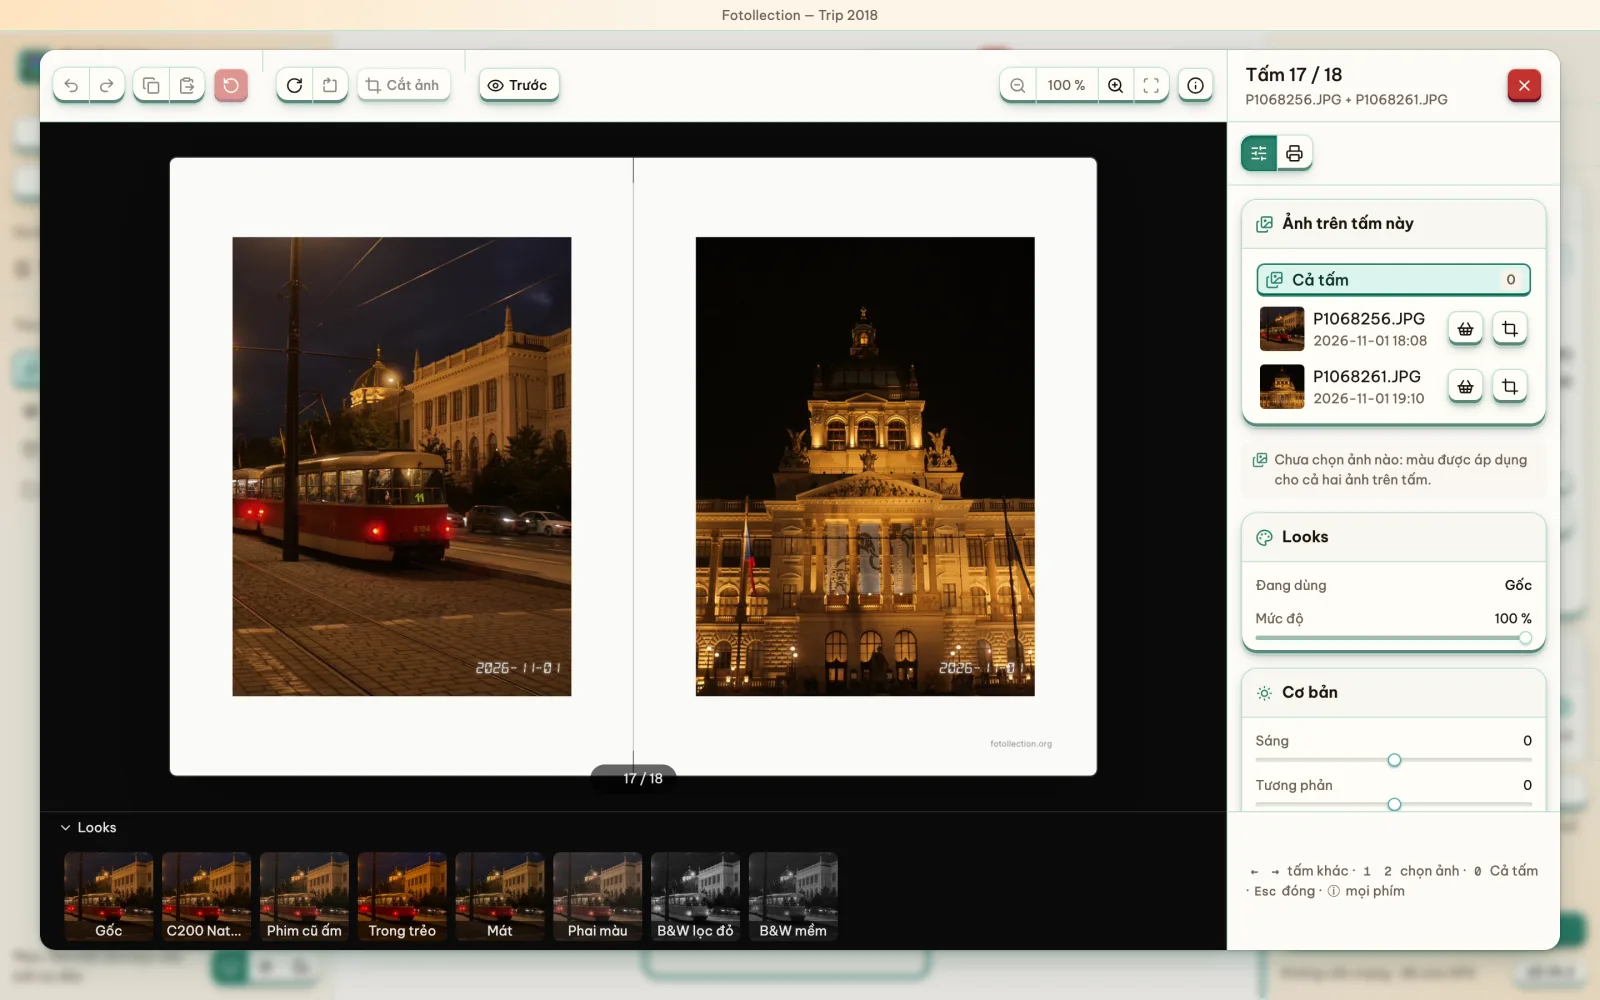 Fotollection — Trip 2018
Cắt ảnh
Trước
100 %
Tấm 17 / 18
P1068256.JPG + P1068261.JPG
Ảnh trên tấm này
Cả tấm 0
P1068256.JPG
2026-11-01 18:08
P1068261.JPG
2026-11-01 19:10
Chưa chọn ảnh nào: màu được áp dụng
cho cả hai ảnh trên tấm.
Looks
Đang dùng Gốc
Mức độ 100 %
Cơ bản
Sáng 0
Tương phản 0
11
2026-11-01
2026-11-01
fotollection.org
17 / 18
Looks
Gốc
C200 Nat...
Phim cũ ấm
Trong trẻo
Mát
Phai màu
B&W lọc đỏ
B&W mềm
← → tấm khác · 1 2 chọn ảnh · 0 Cả tấm
· Esc đóng · ⓘ mọi phím